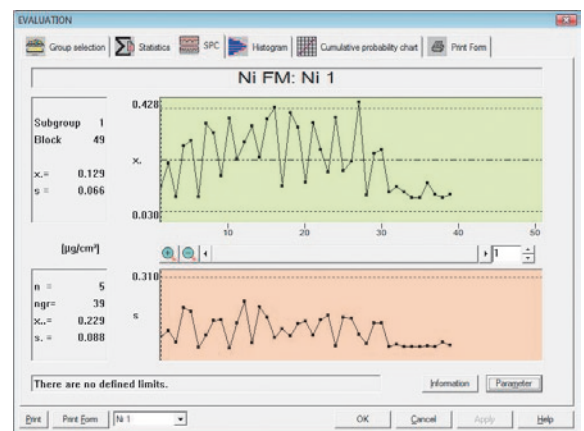 EVALUATION
Group selection Statistics SPC Histogram Cumulative probability chart Print Form
Ni FM: Ni 1
Subgroup 1
Block 49
x.= 0.129
s = 0.066
0.428
x.
0.030
10 20 30 40 50
[µg/cm²]
1
n = 5
ngr= 39
x..= 0.229
s. = 0.088
0.310
s
There are no defined limits.
Information Parameter
Print Print Form Ni 1 OK Cancel Apply Help